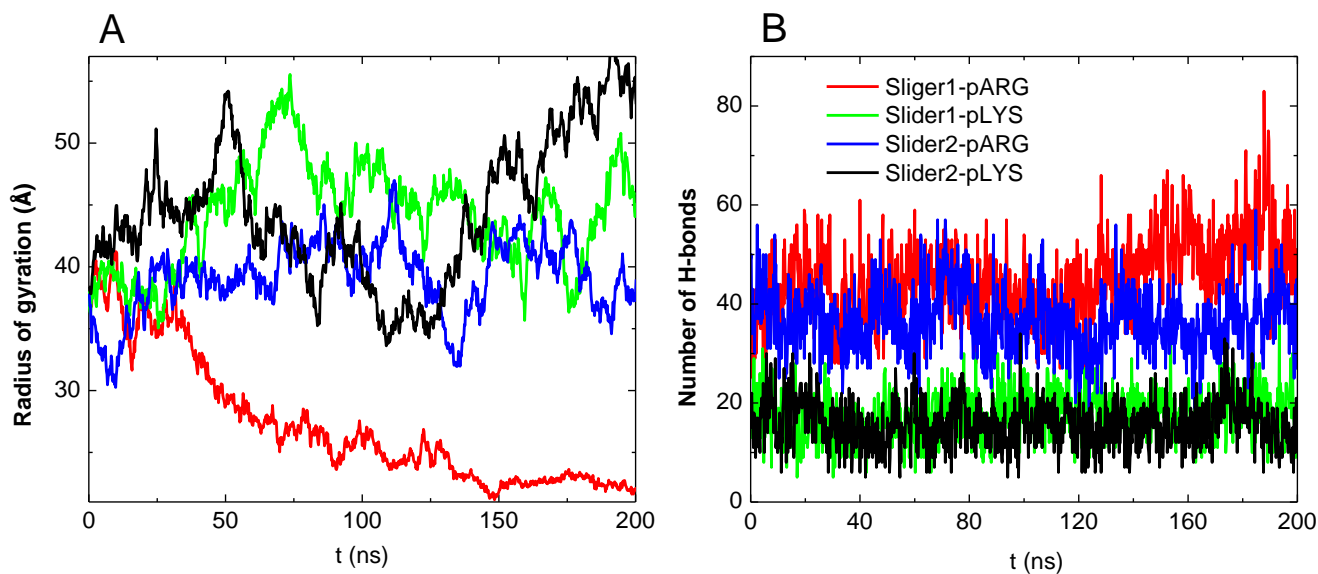 A
B
Radius of gyration (Å)
50
40
30
0
50
100
150
200
t (ns)
Number of H-bonds
80
60
40
20
0
Sliger1-pARG
Slider1-pLYS
Slider2-pARG
Slider2-pLYS
0
40
80
120
160
200
t (ns)